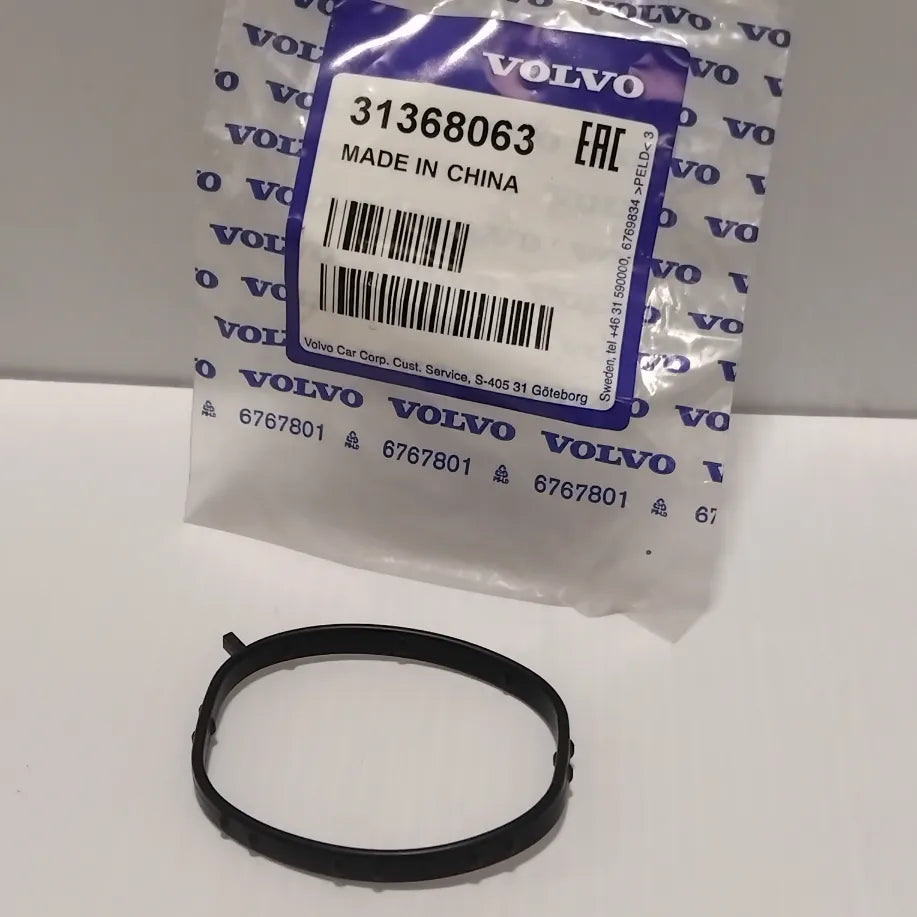 VOLVO
31368063
EAC
MADE IN CHINA
Volvo Car Corp. Cust. Service, S-405 31 Göteborg
Sweden, tel +46 31 590000, 6769834 >PELD< 3
VOLVO VOLVO VOLVO
6767801 6767801 6767801 67